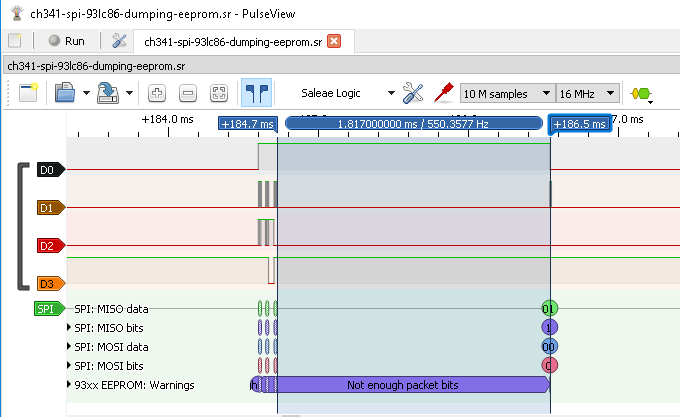 ch341-spi-93lc86-dumping-eeprom.sr - PulseView
Run
ch341-spi-93lc86-dumping-eeprom.sr
ch341-spi-93lc86-dumping-eeprom.sr
Saleae Logic
10 M samples
16 MHz
+184.0 ms
+184.7 ms
1.817000000 ms / 550.3577 Hz
+186.5 ms
7.0 ms
D0
D1
D2
D3
SPI
SPI: MISO data
01
SPI: MISO bits
1
SPI: MOSI data
00
SPI: MOSI bits
93xx EEPROM: Warnings
Not enough packet bits